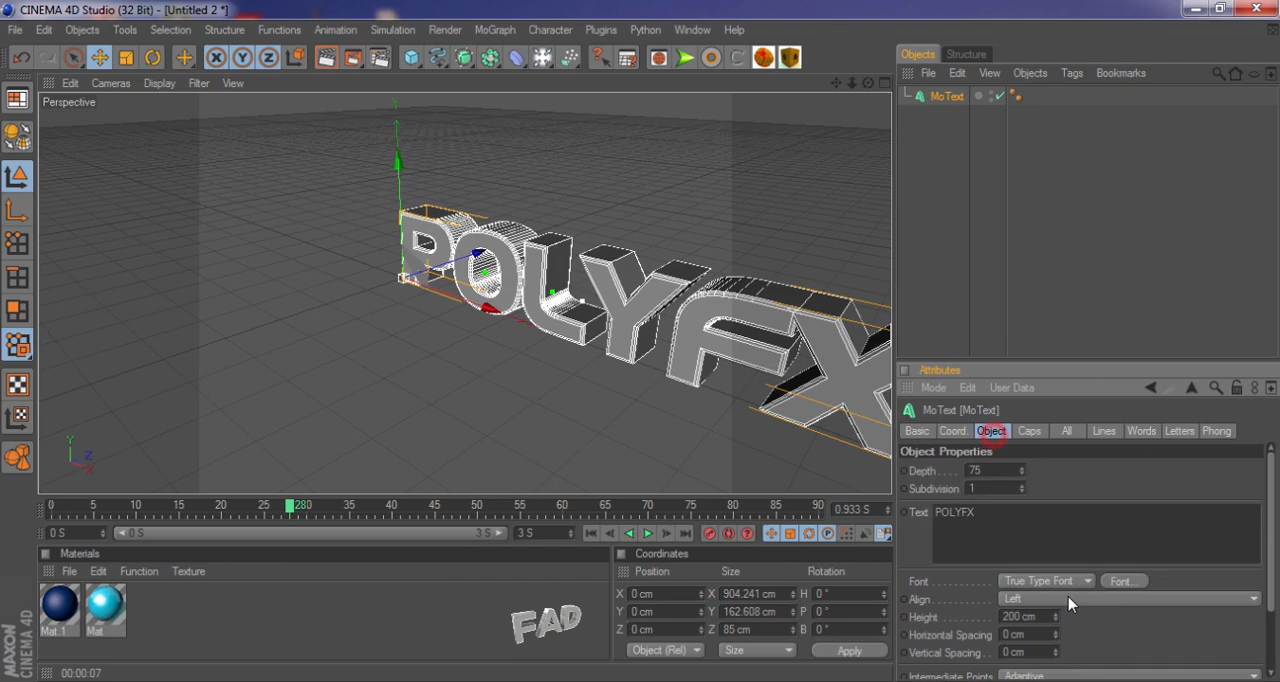 CINEMA 4D Studio (32 Bit) - [Untitled 2 *]
File Edit Objects Tools Selection Structure Functions Animation Simulation Render MoGraph Character Plugins Python Window Help
Edit Cameras Display Filter View
Perspective
Y
POLYFX
Y
Z
X
0 5 10 15 20 25 280 35 40 45 50 55 60 65 70 75 80 85 90 0.933 S
0 S 0 S 3 S 3 S
Materials
File Edit Function Texture
Mat.1 Mat
FAD
MAXON
CINEMA 4D
00:00:07
Coordinates
Position Size Rotation
X 0 cm X 904.241 cm H 0 °
Y 0 cm Y 162.608 cm P 0 °
Z 0 cm Z 85 cm B 0 °
Object (Rel) Size Apply
Objects Structure
File Edit View Objects Tags Bookmarks
MoText
Attributes
Mode Edit User Data
MoText [MoText]
Basic Coord. Object Caps All Lines Words Letters Phong
Object Properties
Depth . . . . 75
Subdivision 1
Text POLYFX
Font . . . . . . . . . . . True Type Font Font...
Align . . . . . . . . . . . Left
Height . . . . . . . . . . 200 cm
Horizontal Spacing 0 cm
Vertical Spacing . . 0 cm
Intermediate Points Adaptive